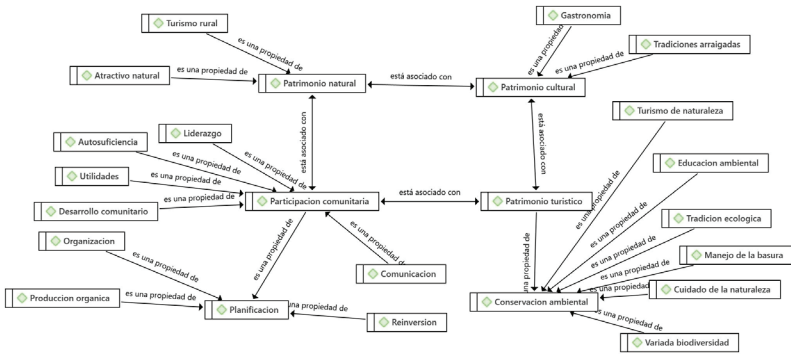 Gastronomia
Turismo rural
es una propiedad de
es una propiedad de
Tradiciones arraigadas
es una propiedad de
Atractivo natural
es una propiedad de
Patrimonio natural
está asociado con
Patrimonio cultural
Turismo de naturaleza
Liderazgo
está asociado con
está asociado con
Autosuficiencia
es una propiedad de
es una propiedad de
Educacion ambiental
Utilidades
es una propiedad de
es una propiedad de
es una propiedad de
Desarrollo comunitario
es una propiedad de
Participacion comunitaria
está asociado con
Patrimonio turistico
es una propiedad de
Tradicion ecologica
es una propiedad de
Organizacion
es una propiedad de
es una propiedad de
es una propiedad de
una propiedad de
es una propiedad de
Manejo de la basura
Comunicacion
es una propiedad de
Cuidado de la naturaleza
Produccion organica
es una propiedad de
Planificacion
una propiedad de
Reinversion
Conservacion ambiental
es una propiedad de
Variada biodiversidad